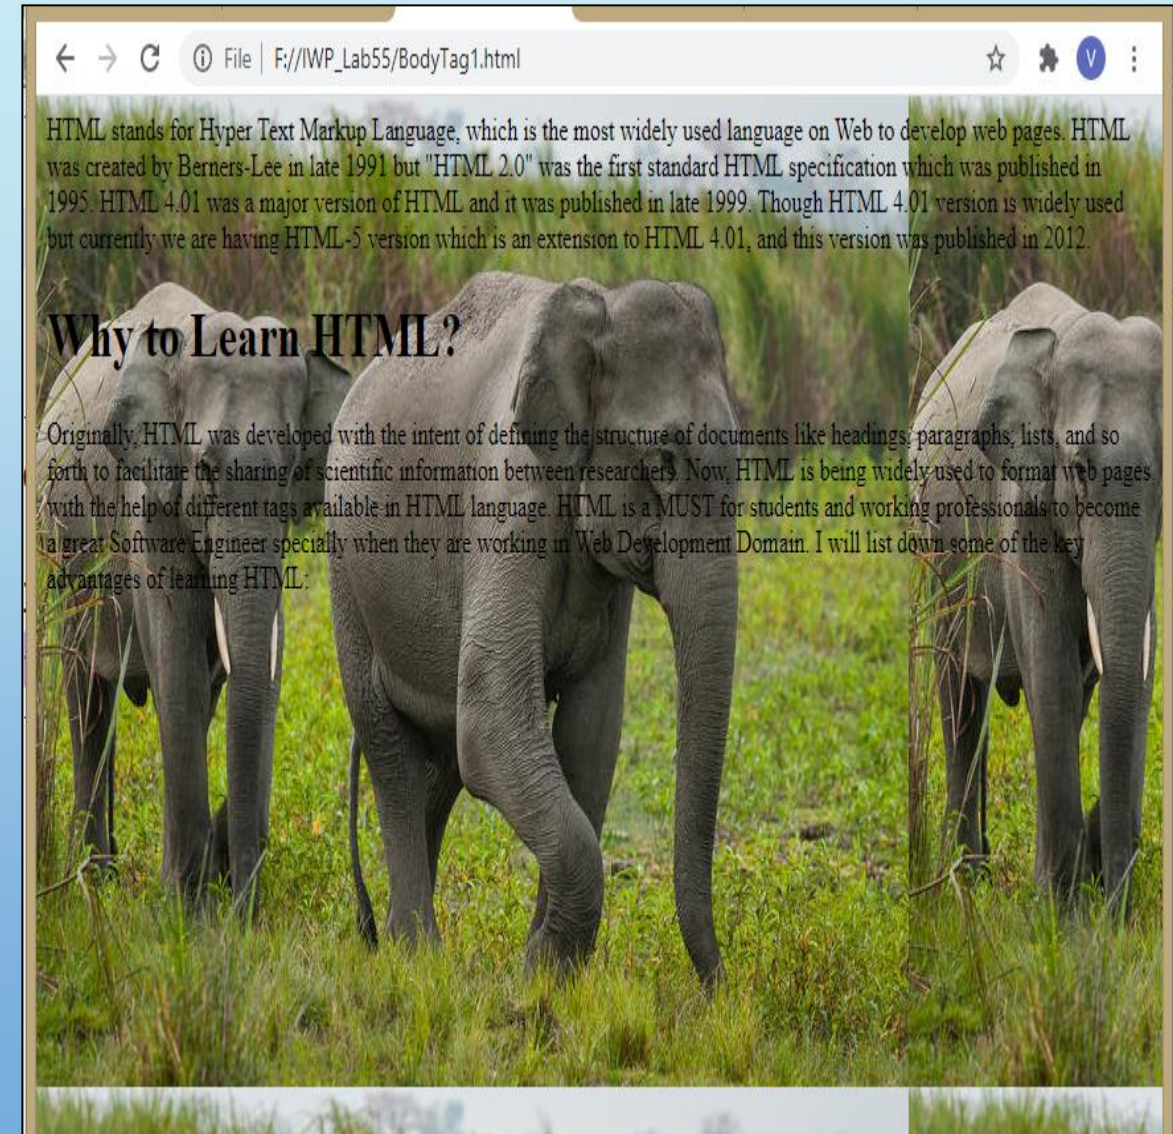 File F://IWP_Lab55/BodyTag1.html
V
HTML stands for Hyper Text Markup Language, which is the most widely used language on Web to develop web pages. HTML
was created by Berners-Lee in late 1991 but "HTML 2.0" was the first standard HTML specification which was published in
1995. HTML 4.01 was a major version of HTML and it was published in late 1999. Though HTML 4.01 version is widely used
but currently we are having HTML-5 version which is an extension to HTML 4.01, and this version was published in 2012.
Why to Learn HTML?
Originally, HTML was developed with the intent of defining the structure of documents like headings, paragraphs, lists, and so
forth to facilitate the sharing of scientific information between researchers. Now, HTML is being widely used to format web pages
with the help of different tags available in HTML language. HTML is a MUST for students and working professionals to become
a great Software Engineer specially when they are working in Web Development Domain. I will list down some of the key
advantages of learning HTML: